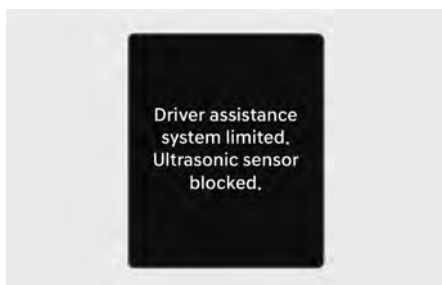 Driver assistance
system limited.
Ultrasonic sensor
blocked.